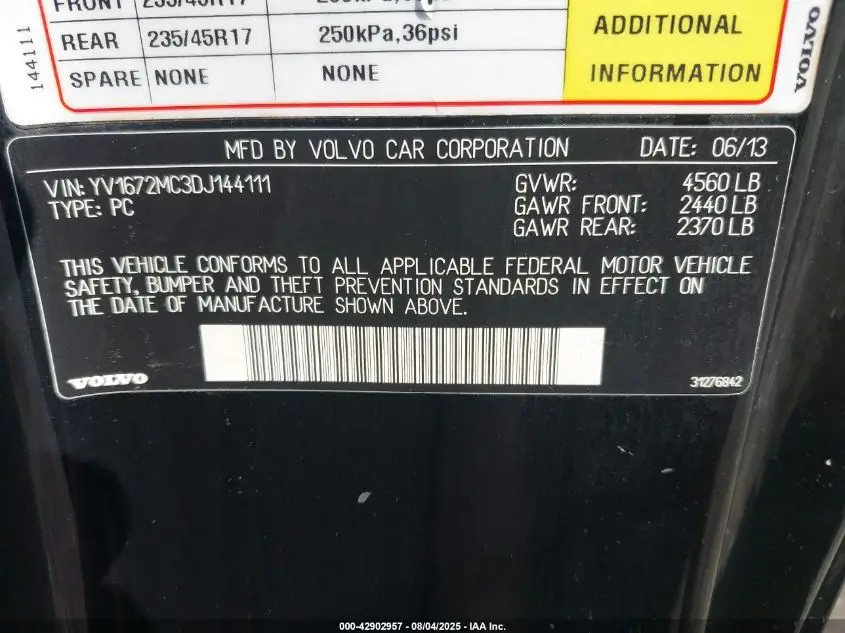 FRONT 235/45R17
REAR 235/45R17 250kPa,36psi
SPARE NONE NONE
ADDITIONAL
INFORMATION
144111
VOLVO
MFD BY VOLVO CAR CORPORATION DATE: 06/13
VIN: YV1672MC3DJ144111 GVWR: 4560 LB
TYPE: PC GAWR FRONT: 2440 LB
GAWR REAR: 2370 LB
THIS VEHICLE CONFORMS TO ALL APPLICABLE FEDERAL MOTOR VEHICLE
SAFETY, BUMPER AND THEFT PREVENTION STANDARDS IN EFFECT ON
THE DATE OF MANUFACTURE SHOWN ABOVE.
VOLVO 31276842
000-42902957 - 08/04/2025 - IAA Inc.